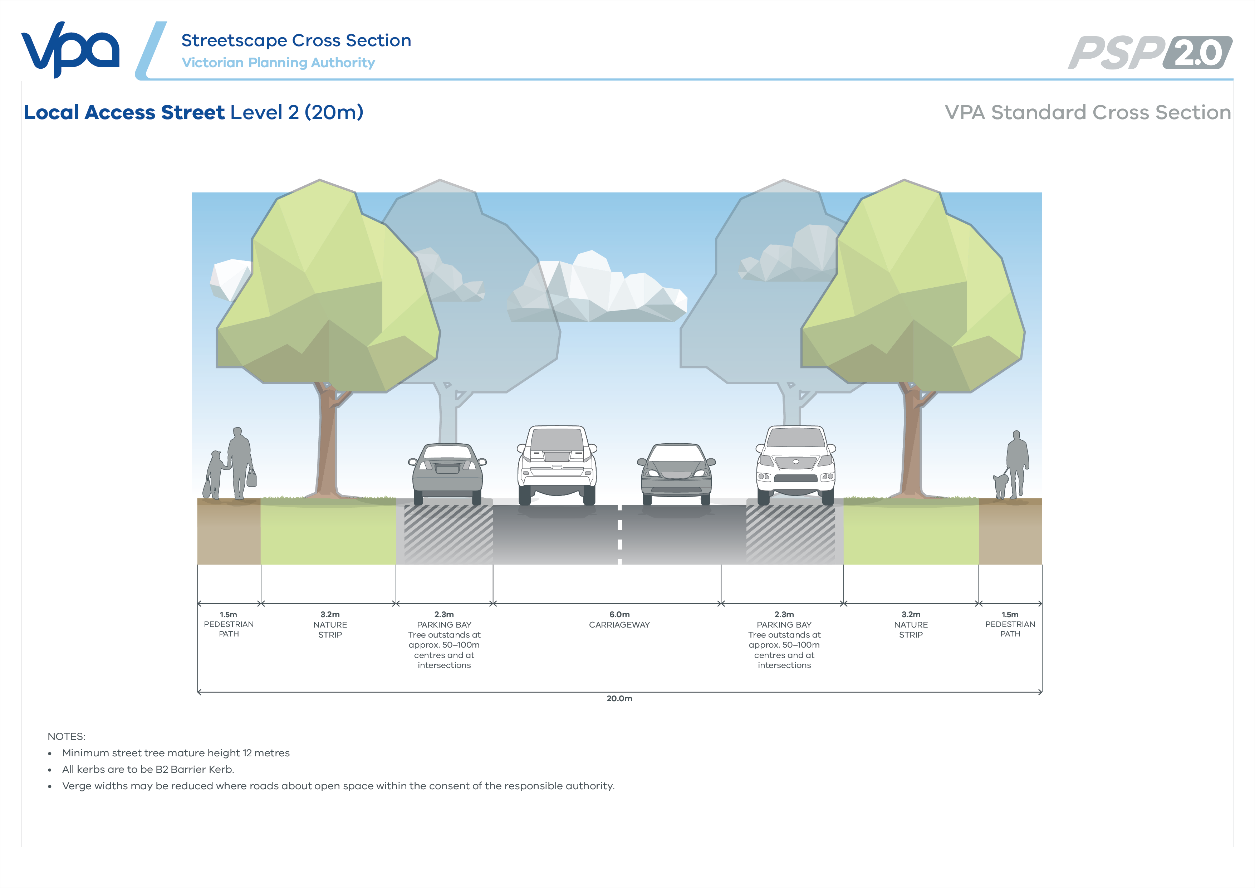 vpa
Streetscape Cross Section
Victorian Planning Authority
PSP 2.0
Local Access Street Level 2 (20m)
VPA Standard Cross Section
1.5m
PEDESTRIAN
PATH
3.2m
NATURE
STRIP
2.3m
PARKING BAY
Tree outstands at
approx. 50–100m
centres and at
intersections
6.0m
CARRIAGEWAY
2.3m
PARKING BAY
Tree outstands at
approx. 50–100m
centres and at
intersections
3.2m
NATURE
STRIP
1.5m
PEDESTRIAN
PATH
20.0m
NOTES:
• Minimum street tree mature height 12 metres
• All kerbs are to be B2 Barrier Kerb.
• Verge widths may be reduced where roads about open space within the consent of the responsible authority.